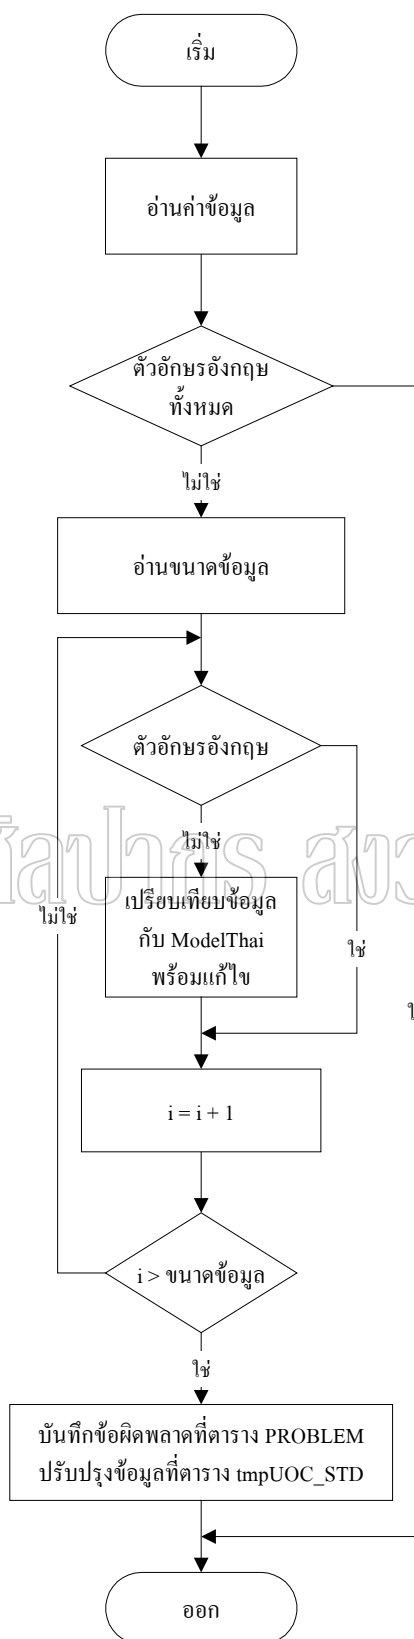 เริ่ม
อ่านค่าข้อมูล
ตัวอักษรอังกฤษ
ทั้งหมด
ไม่ใช่
อ่านขนาดข้อมูล
ตัวอักษรอังกฤษ
ไม่ใช่
เปรียบเทียบข้อมูล
กับ ModelThai
พร้อมแก้ไข
ไม่ใช่
ใช่
i = i + 1
i > ขนาดข้อมูล
ใช่
บันทึกข้อผิดพลาดที่ตาราง PROBLEM
ปรับปรุงข้อมูลที่ตาราง tmpUOC_STD
ออก